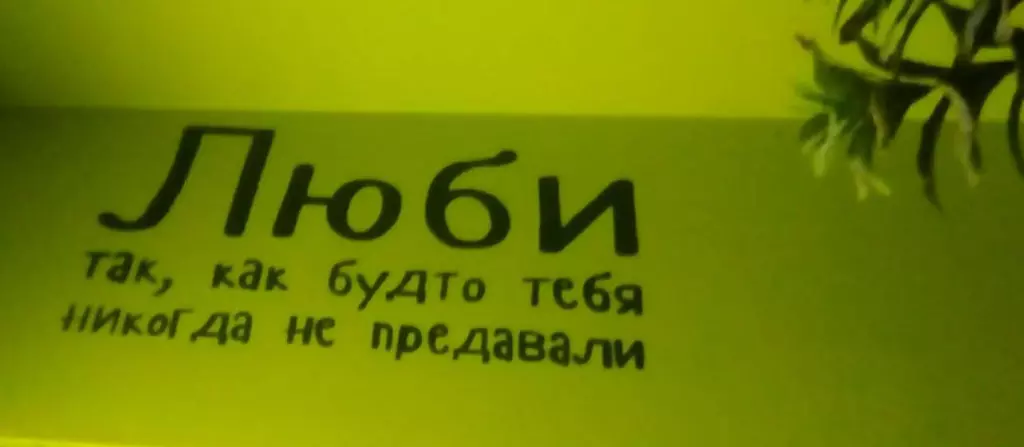 Люби
так, как будто тебя
никогда не предавали